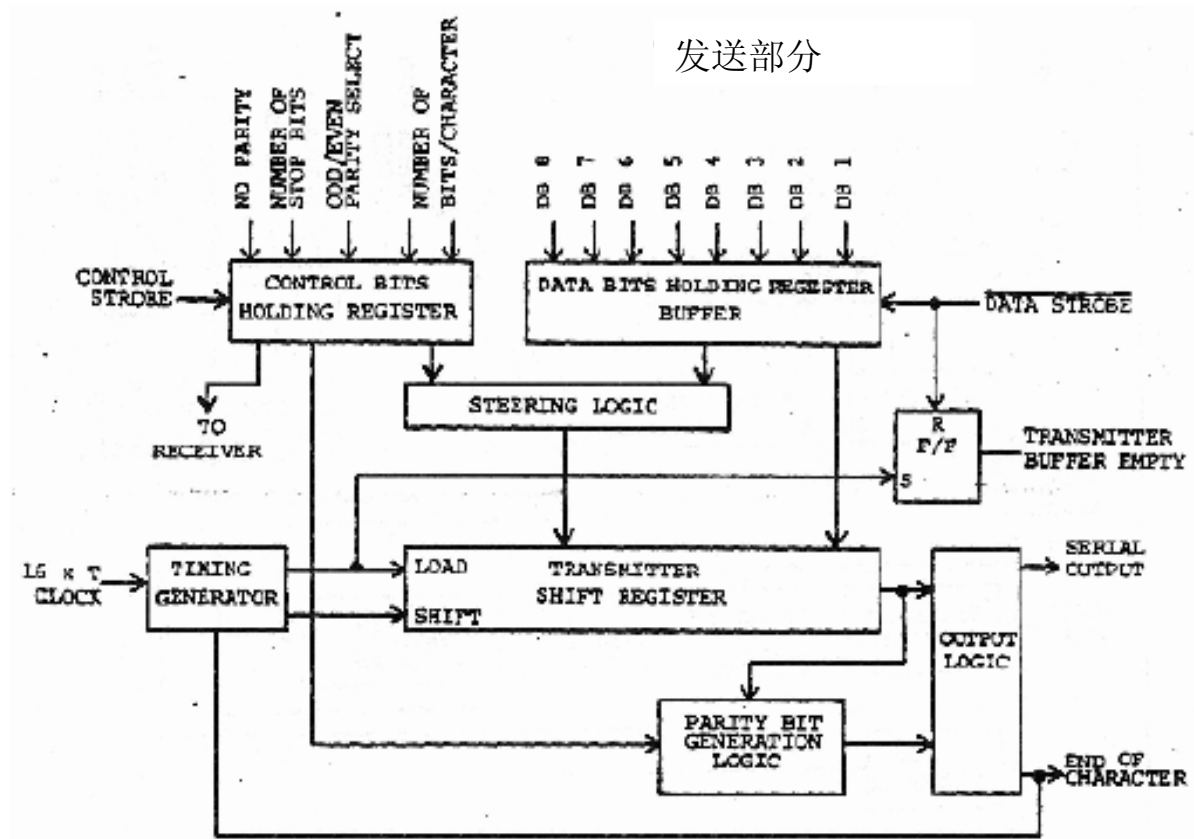 发送部分
NO PARITY
NUMBER OF
STOP BITS
ODD/EVEN
PARITY SELECT
NUMBER OF
BITS/CHARACTER
DB 8
DB 7
DB 6
DB 5
DB 4
DB 3
DB 2
DB 1
CONTROL
STROBE
CONTROL BITS
HOLDING REGISTER
DATA BITS HOLDING REGISTER
BUFFER
DATA STROBE
STEERING LOGIC
TO
RECEIVER
R
F/F
S
TRANSMITTER
BUFFER EMPTY
16 × T
CLOCK
TIMING
GENERATOR
LOAD
SHIFT
TRANSMITTER
SHIFT REGISTER
SERIAL
OUTPUT
OUTPUT
LOGIC
PARITY BIT
GENERATION
LOGIC
END OF
CHARACTER